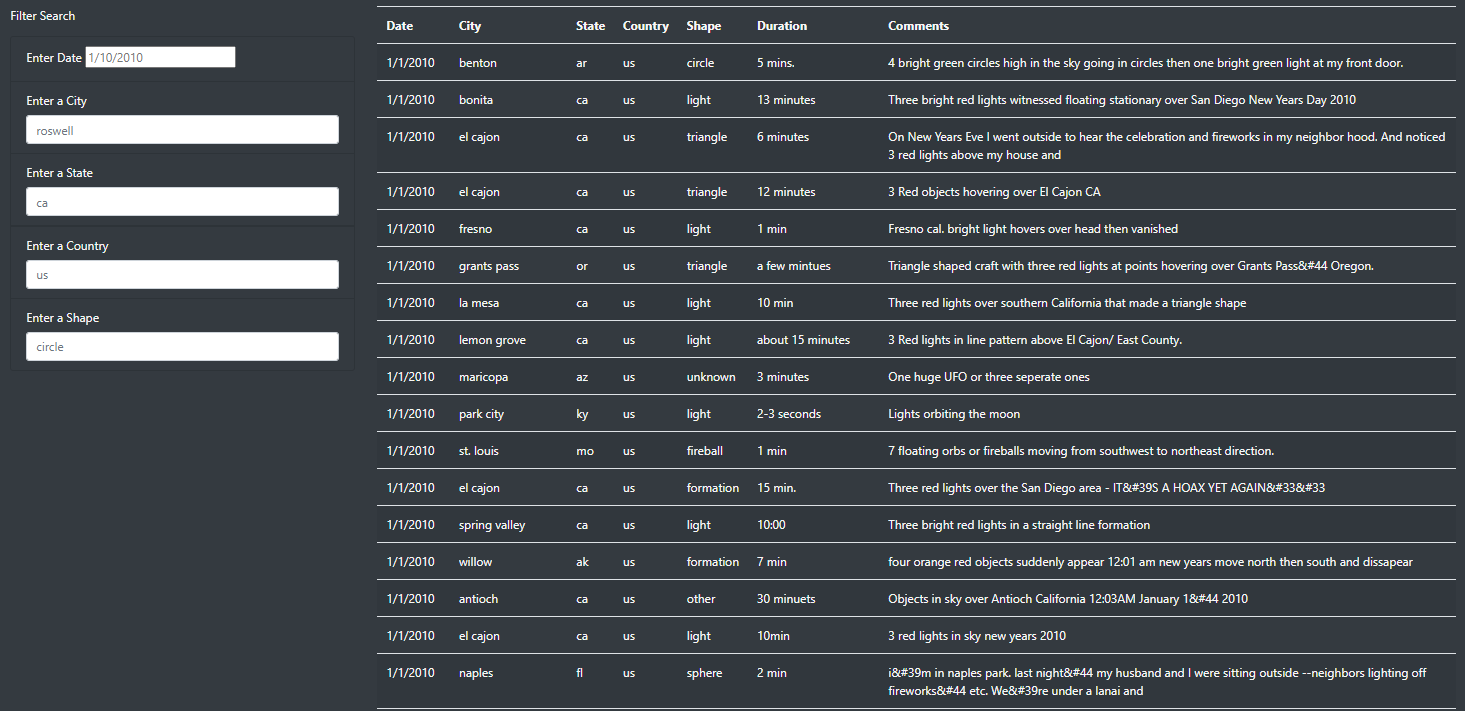 Filter Search
Enter Date 1/10/2010
Enter a City
roswell
Enter a State
ca
Enter a Country
us
Enter a Shape
circle
Date City State Country Shape Duration Comments
1/1/2010 benton ar us circle 5 mins. 4 bright green circles high in the sky going in circles then one bright green light at my front door.
1/1/2010 bonita ca us light 13 minutes Three bright red lights witnessed floating stationary over San Diego New Years Day 2010
1/1/2010 el cajon ca us triangle 6 minutes On New Years Eve I went outside to hear the celebration and fireworks in my neighbor hood. And noticed
3 red lights above my house and
1/1/2010 el cajon ca us triangle 12 minutes 3 Red objects hovering over El Cajon CA
1/1/2010 fresno ca us light 1 min Fresno cal. bright light hovers over head then vanished
1/1/2010 grants pass or us triangle a few mintues Triangle shaped craft with three red lights at points hovering over Grants Pass&#44 Oregon.
1/1/2010 la mesa ca us light 10 min Three red lights over southern California that made a triangle shape
1/1/2010 lemon grove ca us light about 15 minutes 3 Red lights in line pattern above El Cajon/ East County.
1/1/2010 maricopa az us unknown 3 minutes One huge UFO or three seperate ones
1/1/2010 park city ky us light 2-3 seconds Lights orbiting the moon
1/1/2010 st. louis mo us fireball 1 min 7 floating orbs or fireballs moving from southwest to northeast direction.
1/1/2010 el cajon ca us formation 15 min. Three red lights over the San Diego area - IT&#39S A HOAX YET AGAIN&#33&#33
1/1/2010 spring valley ca us light 10:00 Three bright red lights in a straight line formation
1/1/2010 willow ak us formation 7 min four orange red objects suddenly appear 12:01 am new years move north then south and dissapear
1/1/2010 antioch ca us other 30 minuets Objects in sky over Antioch California 12:03AM January 1&#44 2010
1/1/2010 el cajon ca us light 10min 3 red lights in sky new years 2010
1/1/2010 naples fl us sphere 2 min i&#39m in naples park. last night&#44 my husband and I were sitting outside --neighbors lighting off
fireworks&#44 etc. We&#39re under a lanai and